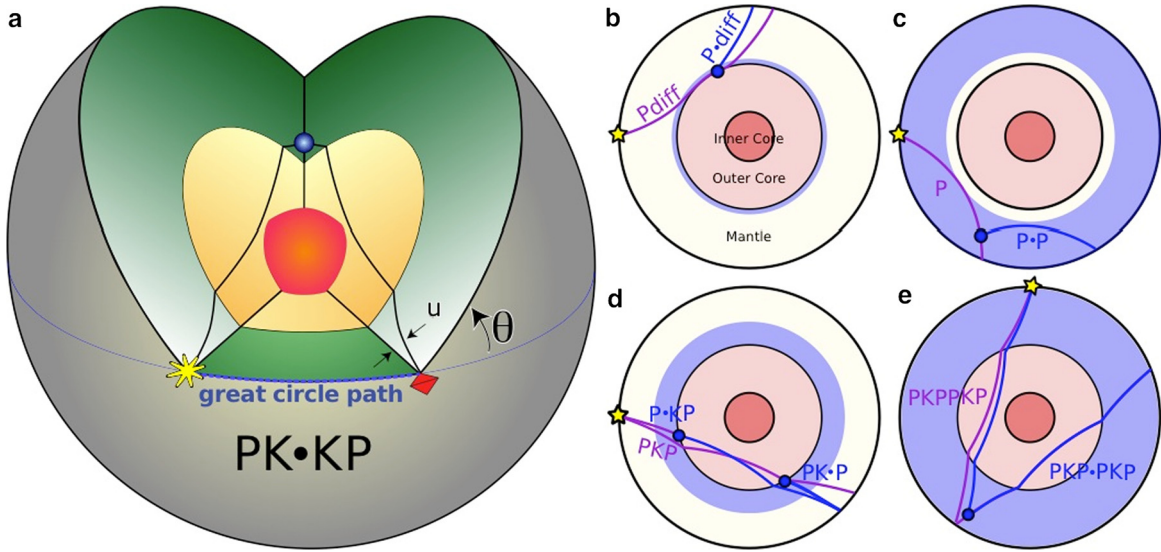 a
u
θ
great circle path
PK•KP
b
P•diff
Pdiff
Inner Core
Outer Core
Mantle
c
P
P•P
d
P•KP
PKP
PK•P
e
PKPPKP
PKP•PKP